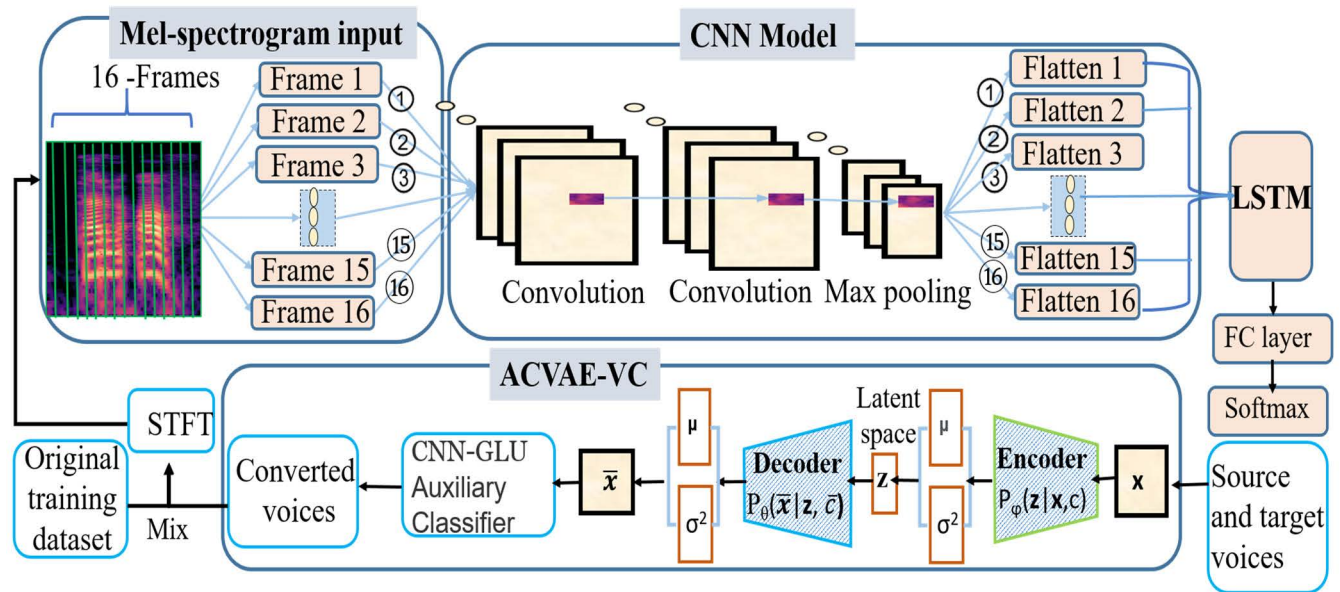 Mel-spectrogram input
16 -Frames
Frame 1
Frame 2
Frame 3
Frame 15
Frame 16
1
2
3
15
16
CNN Model
Convolution
Convolution
Max pooling
1
2
3
15
16
Flatten 1
Flatten 2
Flatten 3
Flatten 15
Flatten 16
LSTM
FC layer
Softmax
ACVAE-VC
STFT
Original
training
dataset
Mix
Converted
voices
CNN-GLU
Auxiliary
Classifier
x̅
μ
σ²
Decoder
P_θ(x̅|z, c̅)
Latent
space
z
μ
σ²
Encoder
P_φ(z|x,c)
x
Source
and target
voices